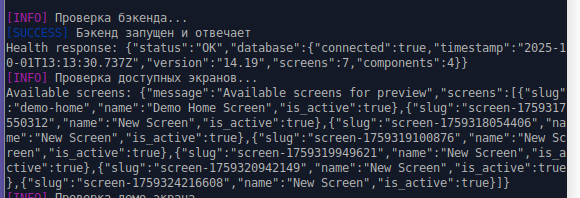 [INFO] Проверка бэкенда...
[SUCCESS] Бэкенд запущен и отвечает
Health response: {"status":"OK","database":{"connected":true,"timestamp":"2025-1
0-01T13:13:30.737Z","version":"14.19","screens":7,"components":4}}
[INFO] Проверка доступных экранов...
Available screens: {"message":"Available screens for preview","screens":[{"slug"
:"demo-home","name":"Demo Home Screen","is_active":true},{"slug":"screen-1759317
550312","name":"New Screen","is_active":true},{"slug":"screen-1759318054406","na
me":"New Screen","is_active":true},{"slug":"screen-1759319100876","name":"New Sc
reen","is_active":true},{"slug":"screen-1759319949621","name":"New Screen","is_a
ctive":true},{"slug":"screen-1759320942149","name":"New Screen","is_active":true
},{"slug":"screen-1759324216608","name":"New Screen","is_active":true}]}
[INFO] Проверка демо-экрана